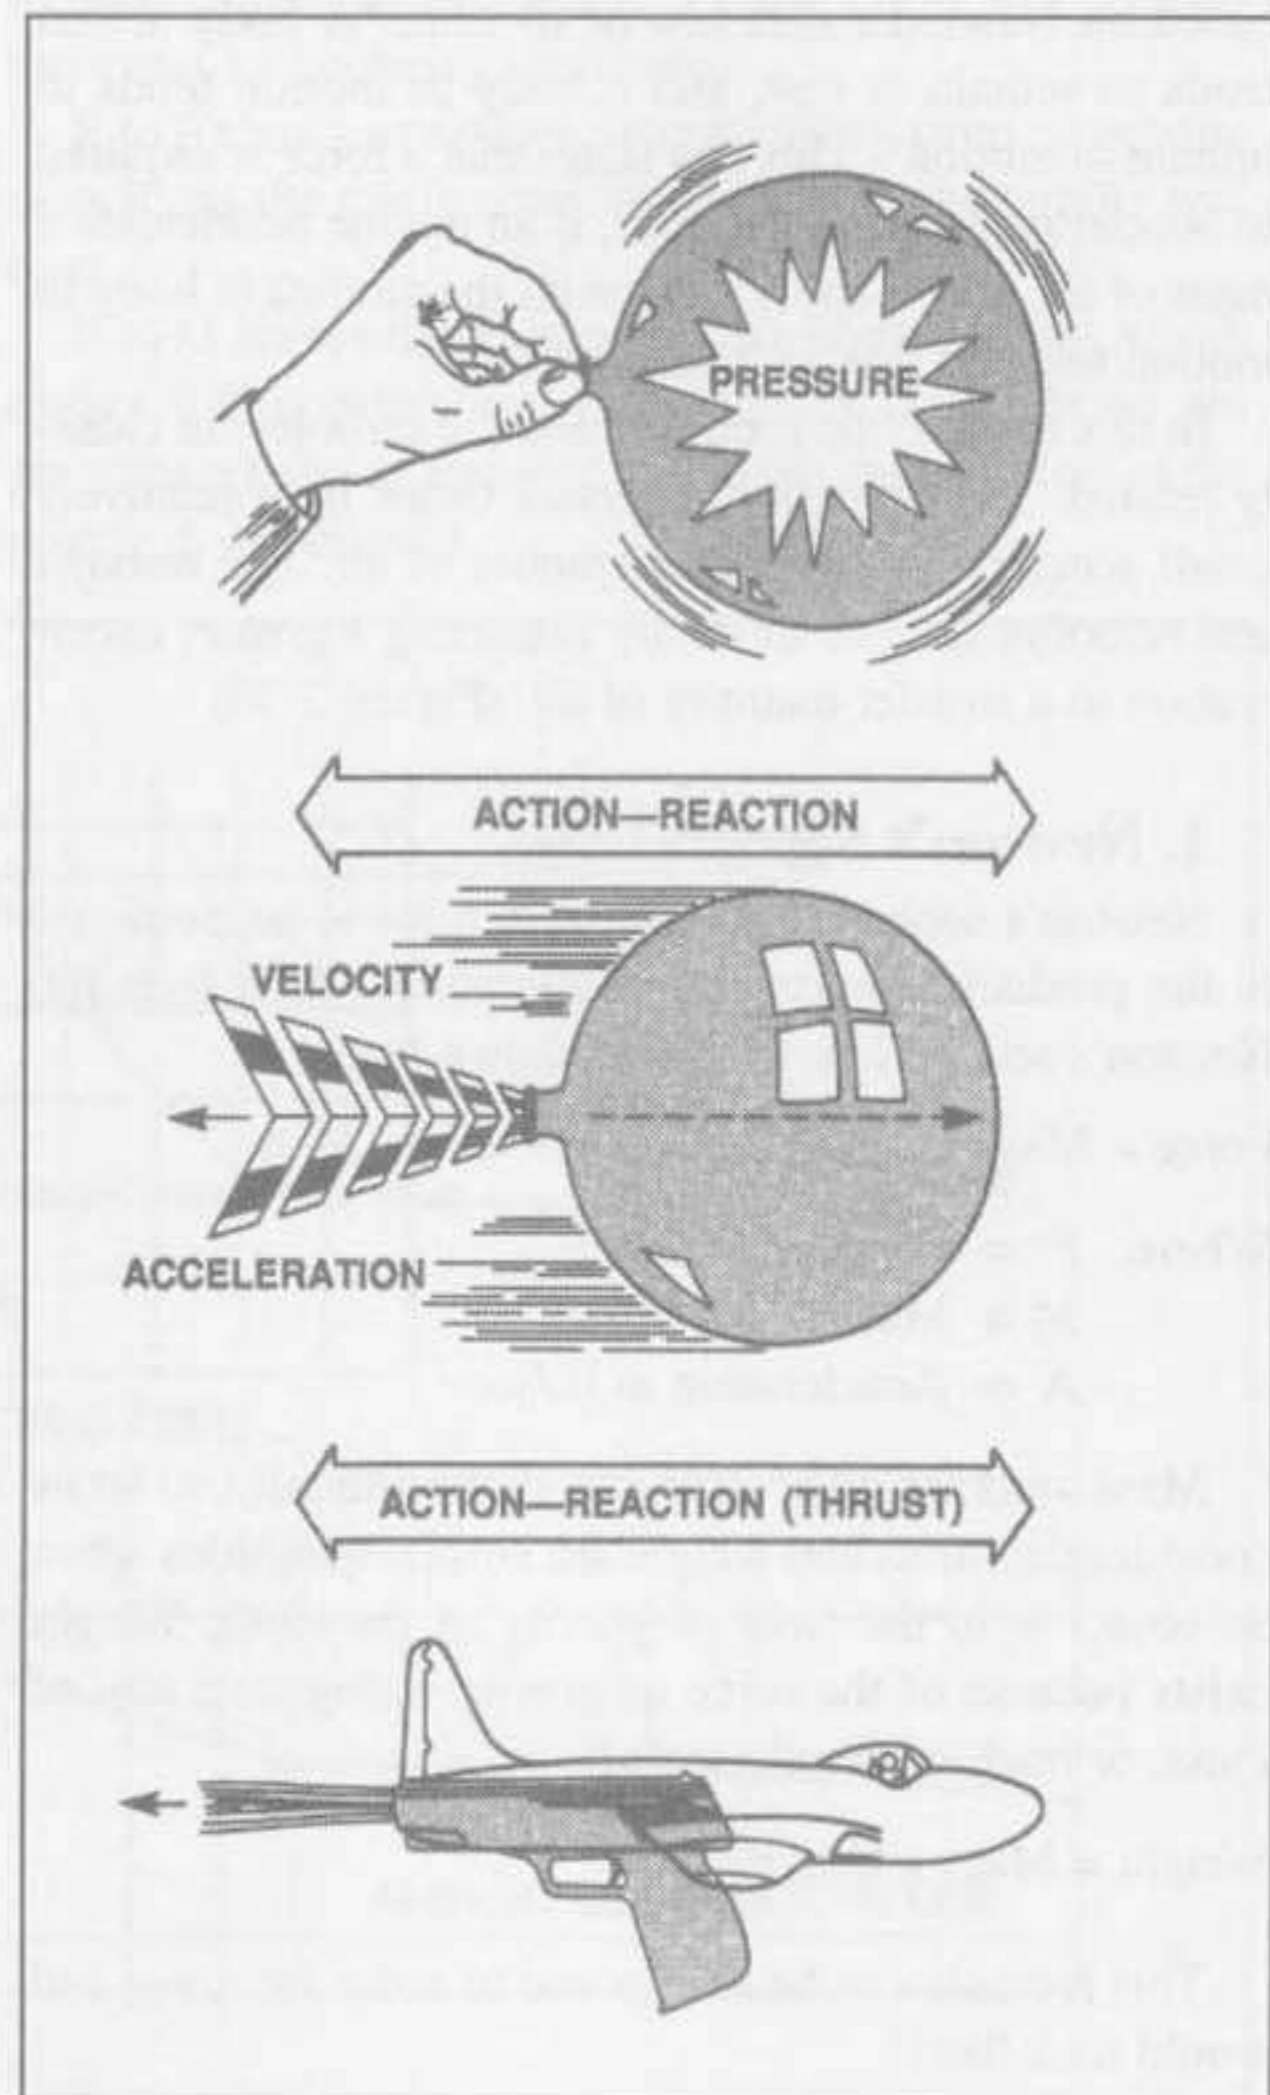 PRESSURE
ACTION—REACTION
VELOCITY
ACCELERATION
ACTION—REACTION (THRUST)